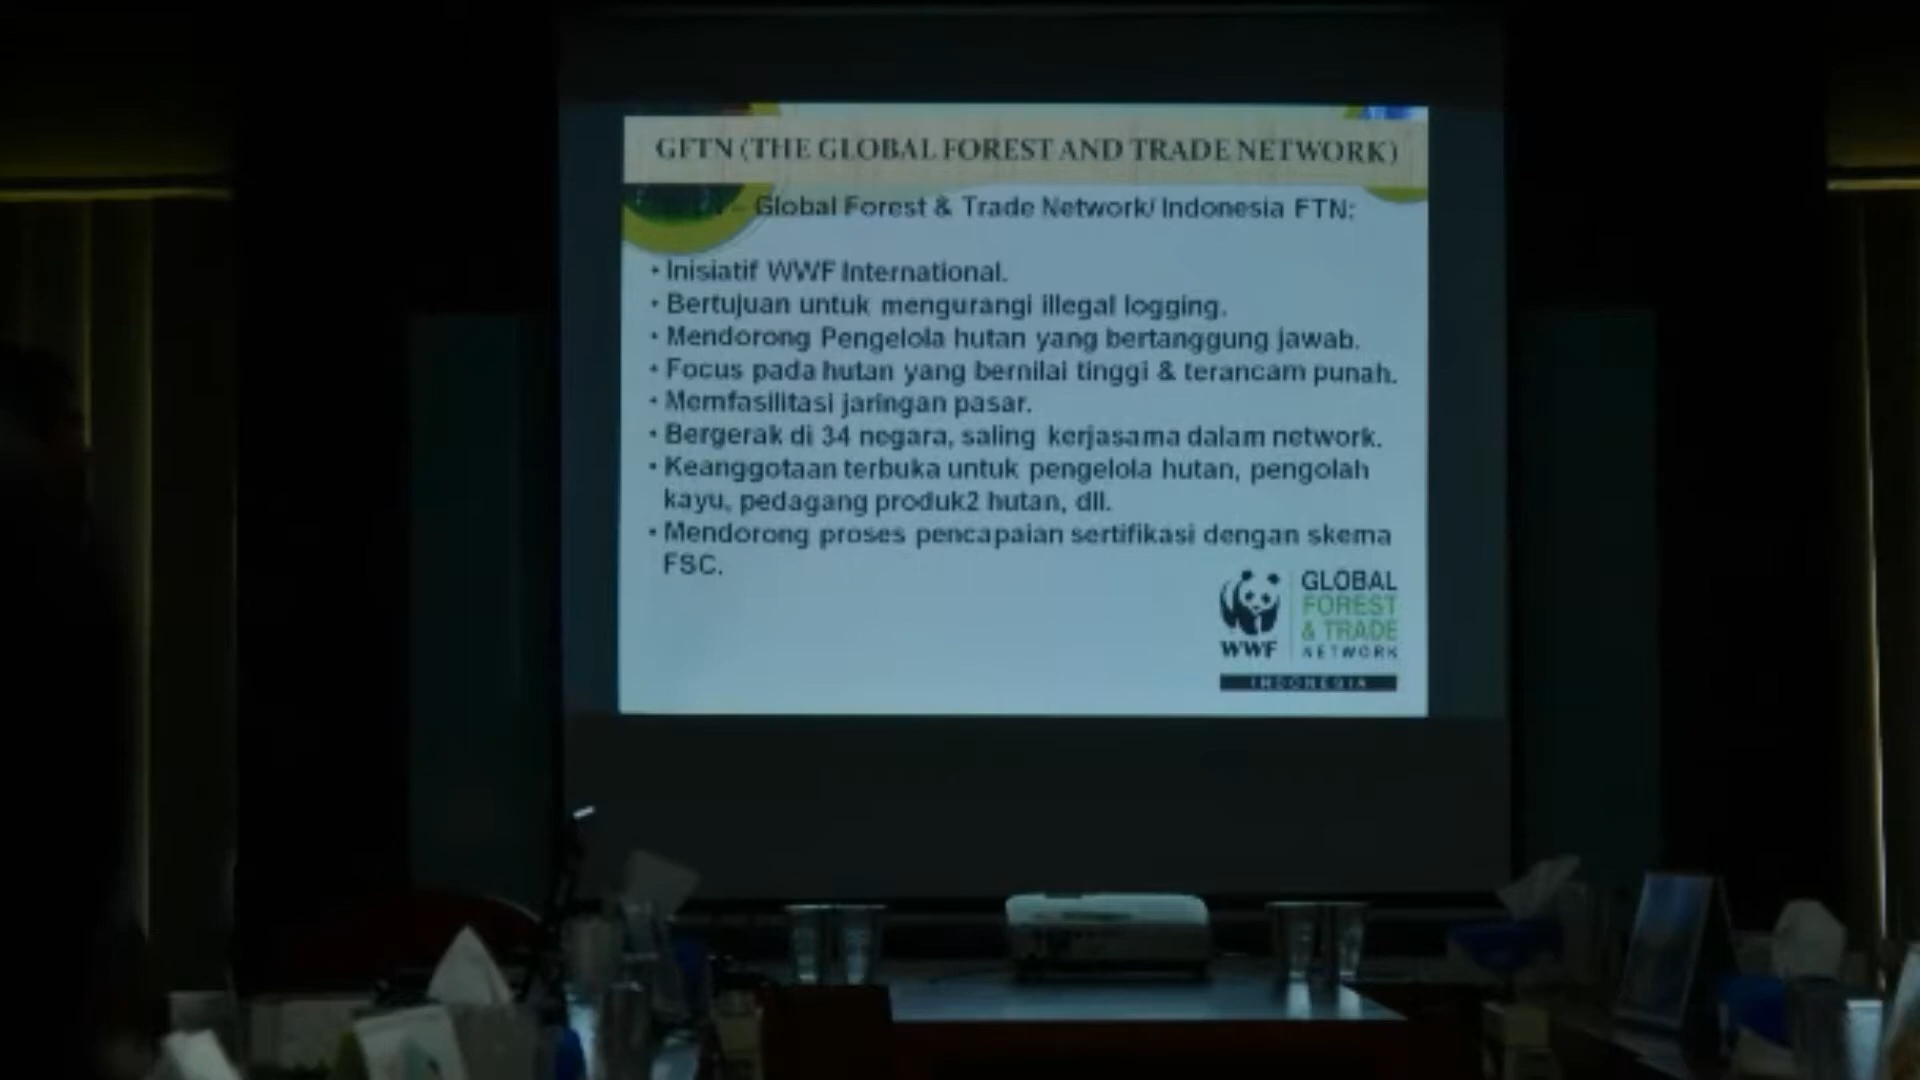 GFTN (THE GLOBAL FOREST AND TRADE NETWORK)
– Global Forest & Trade Network/ Indonesia FTN:
• Inisiatif WWF International.
• Bertujuan untuk mengurangi illegal logging.
• Mendorong Pengelola hutan yang bertanggung jawab.
• Focus pada hutan yang bernilai tinggi & terancam punah.
• Memfasilitasi jaringan pasar.
• Bergerak di 34 negara, saling kerjasama dalam network.
• Keanggotaan terbuka untuk pengelola hutan, pengolah
kayu, pedagang produk2 hutan, dll.
• Mendorong proses pencapaian sertifikasi dengan skema
FSC.
GLOBAL
FOREST
& TRADE
NETWORK
WWF
INDONESIA